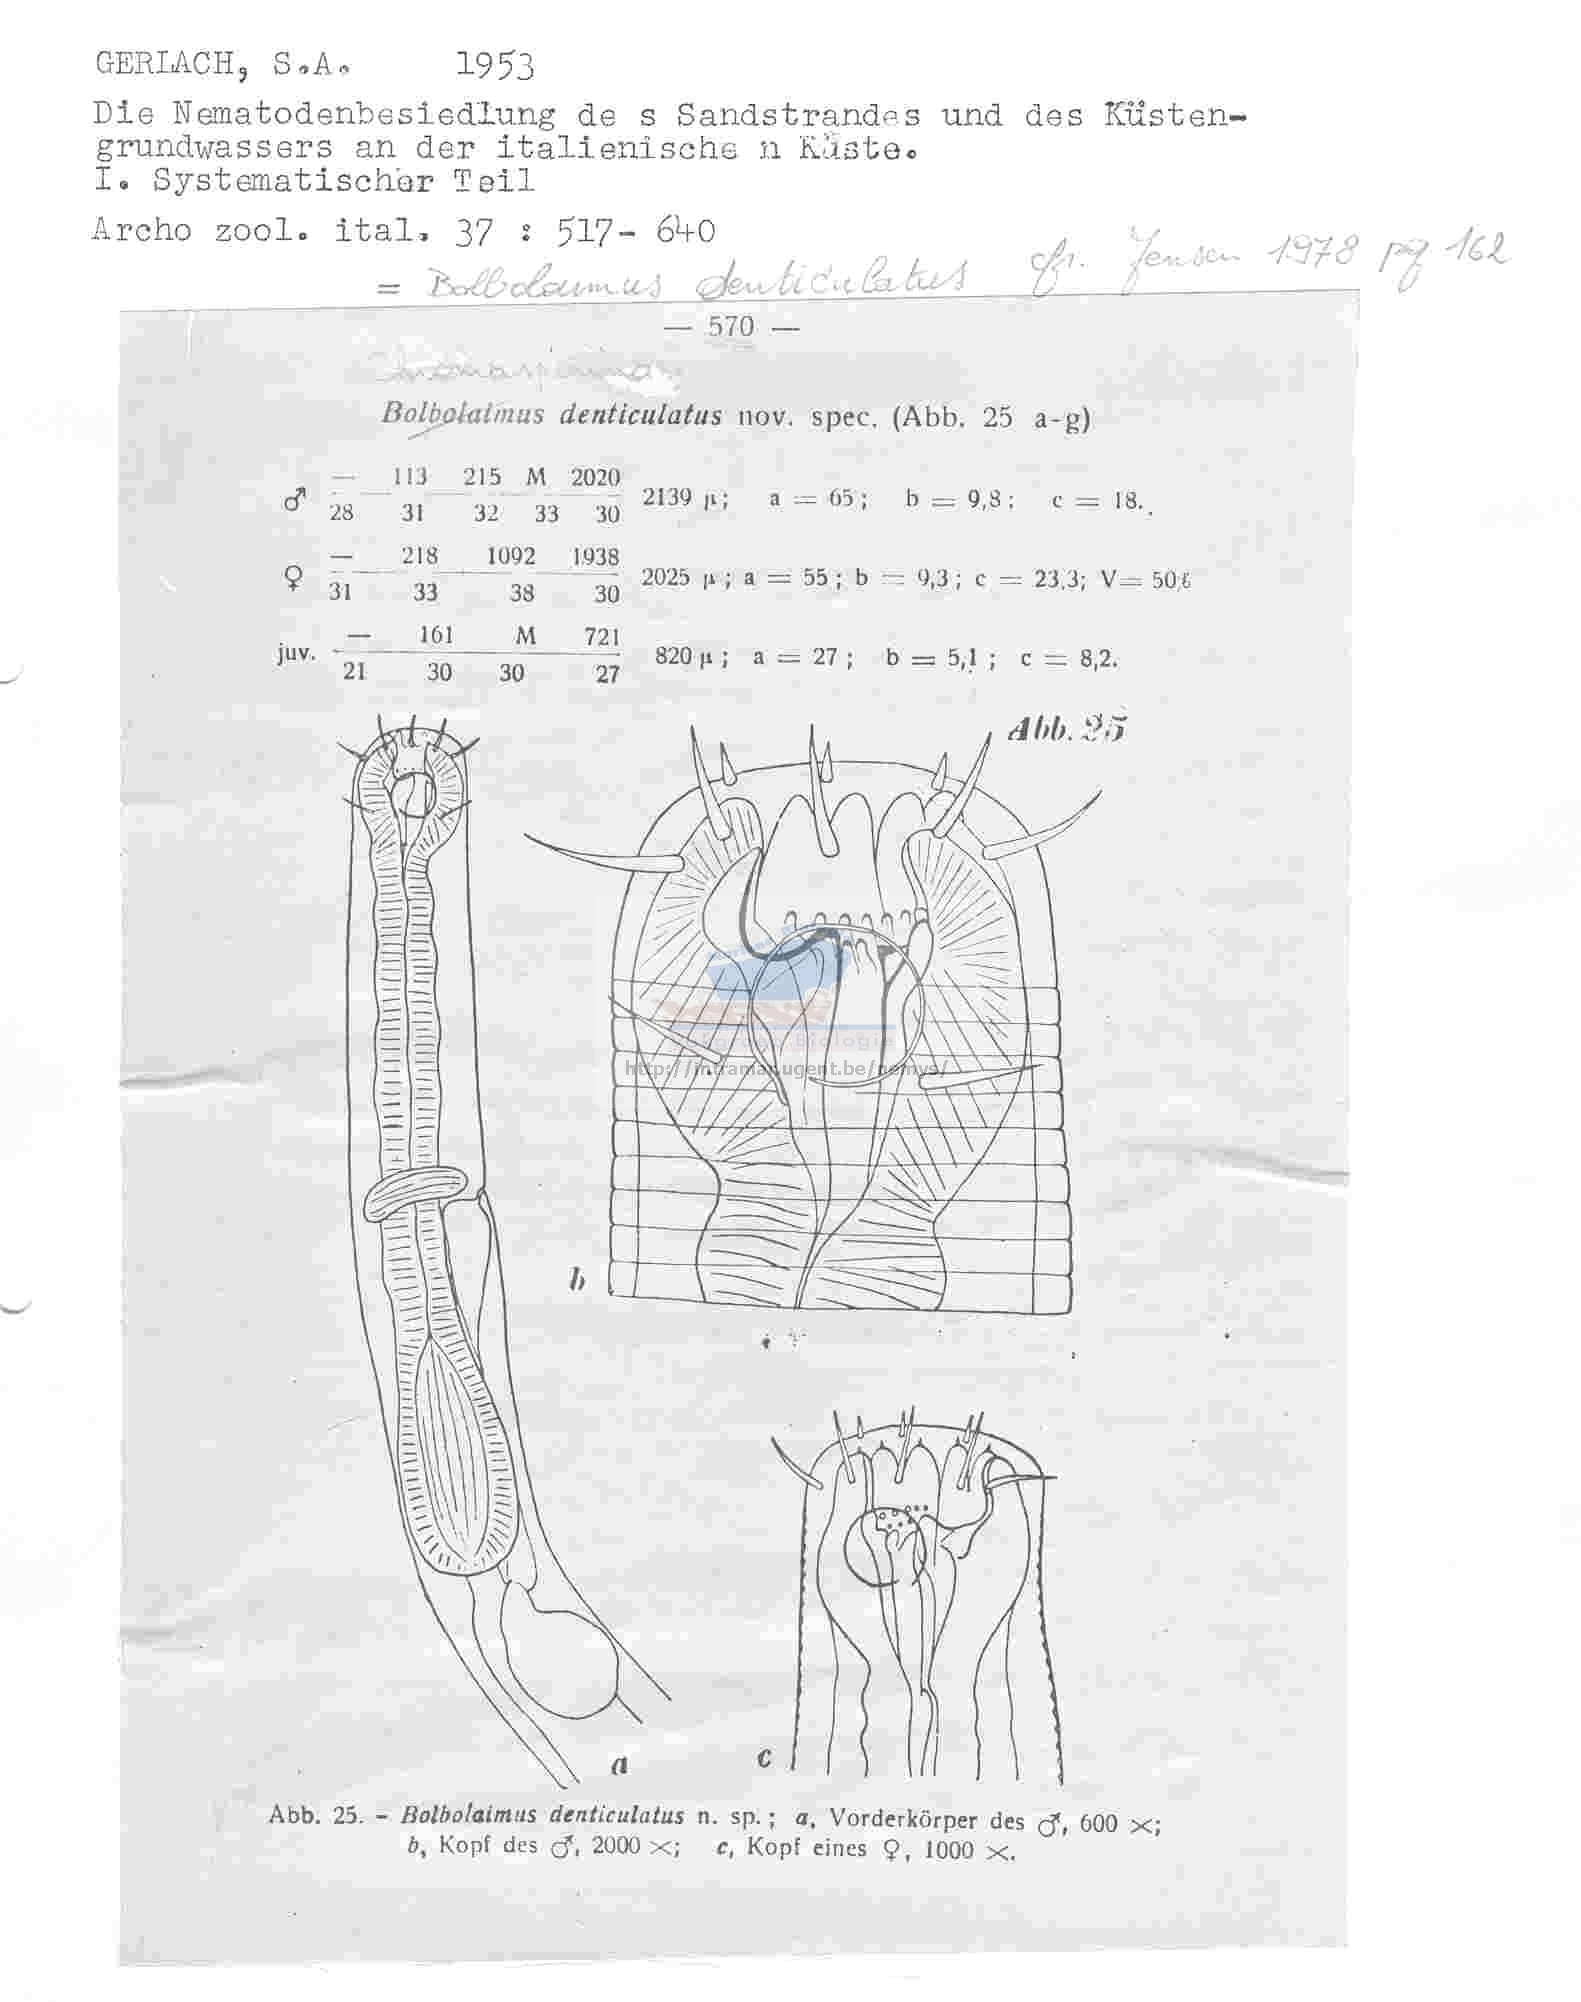 GERLACH, S.A. 1953
Die Nematodenbesiedlung de s Sandstrandes und des Küsten-
grundwassers an der italienische n Küste.
I. Systematischer Teil
Archo zool. ital. 37 : 517- 640
= Bolbolaimus denticulatus cfr. Jensen 1978 pg 162
— 570 —
Bolbolaimus denticulatus nov. spec. (Abb. 25 a-g)
— 113 215 M 2020
♂ 2139 μ; a = 65; b = 9,8; c = 18.
28 31 32 33 30
— 218 1092 1938
♀ 2025 μ; a = 55; b = 9,3; c = 23,3; V = 50%
31 33 38 30
— 161 M 721
juv. 820 μ; a = 27; b = 5,1; c = 8,2.
21 30 30 27
Abb. 25
Vakgroep Biologie
http://intramar.ugent.be/nemys/
b
a
c
Abb. 25. - Bolbolaimus denticulatus n. sp.; a, Vorderkörper des ♂, 600 ×;
b, Kopf des ♂, 2000 ×; c, Kopf eines ♀, 1000 ×.